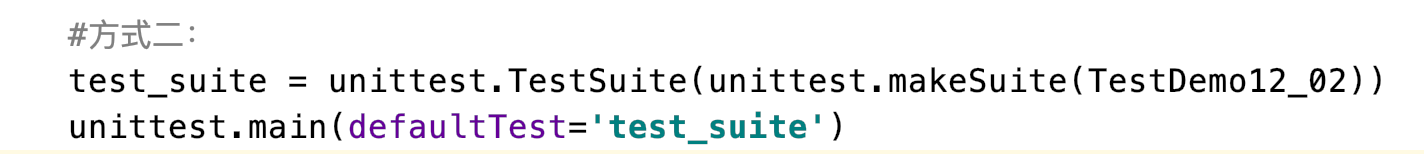 #方式二：
test_suite = unittest.TestSuite(unittest.makeSuite(TestDemo12_02))
unittest.main(defaultTest='test_suite')